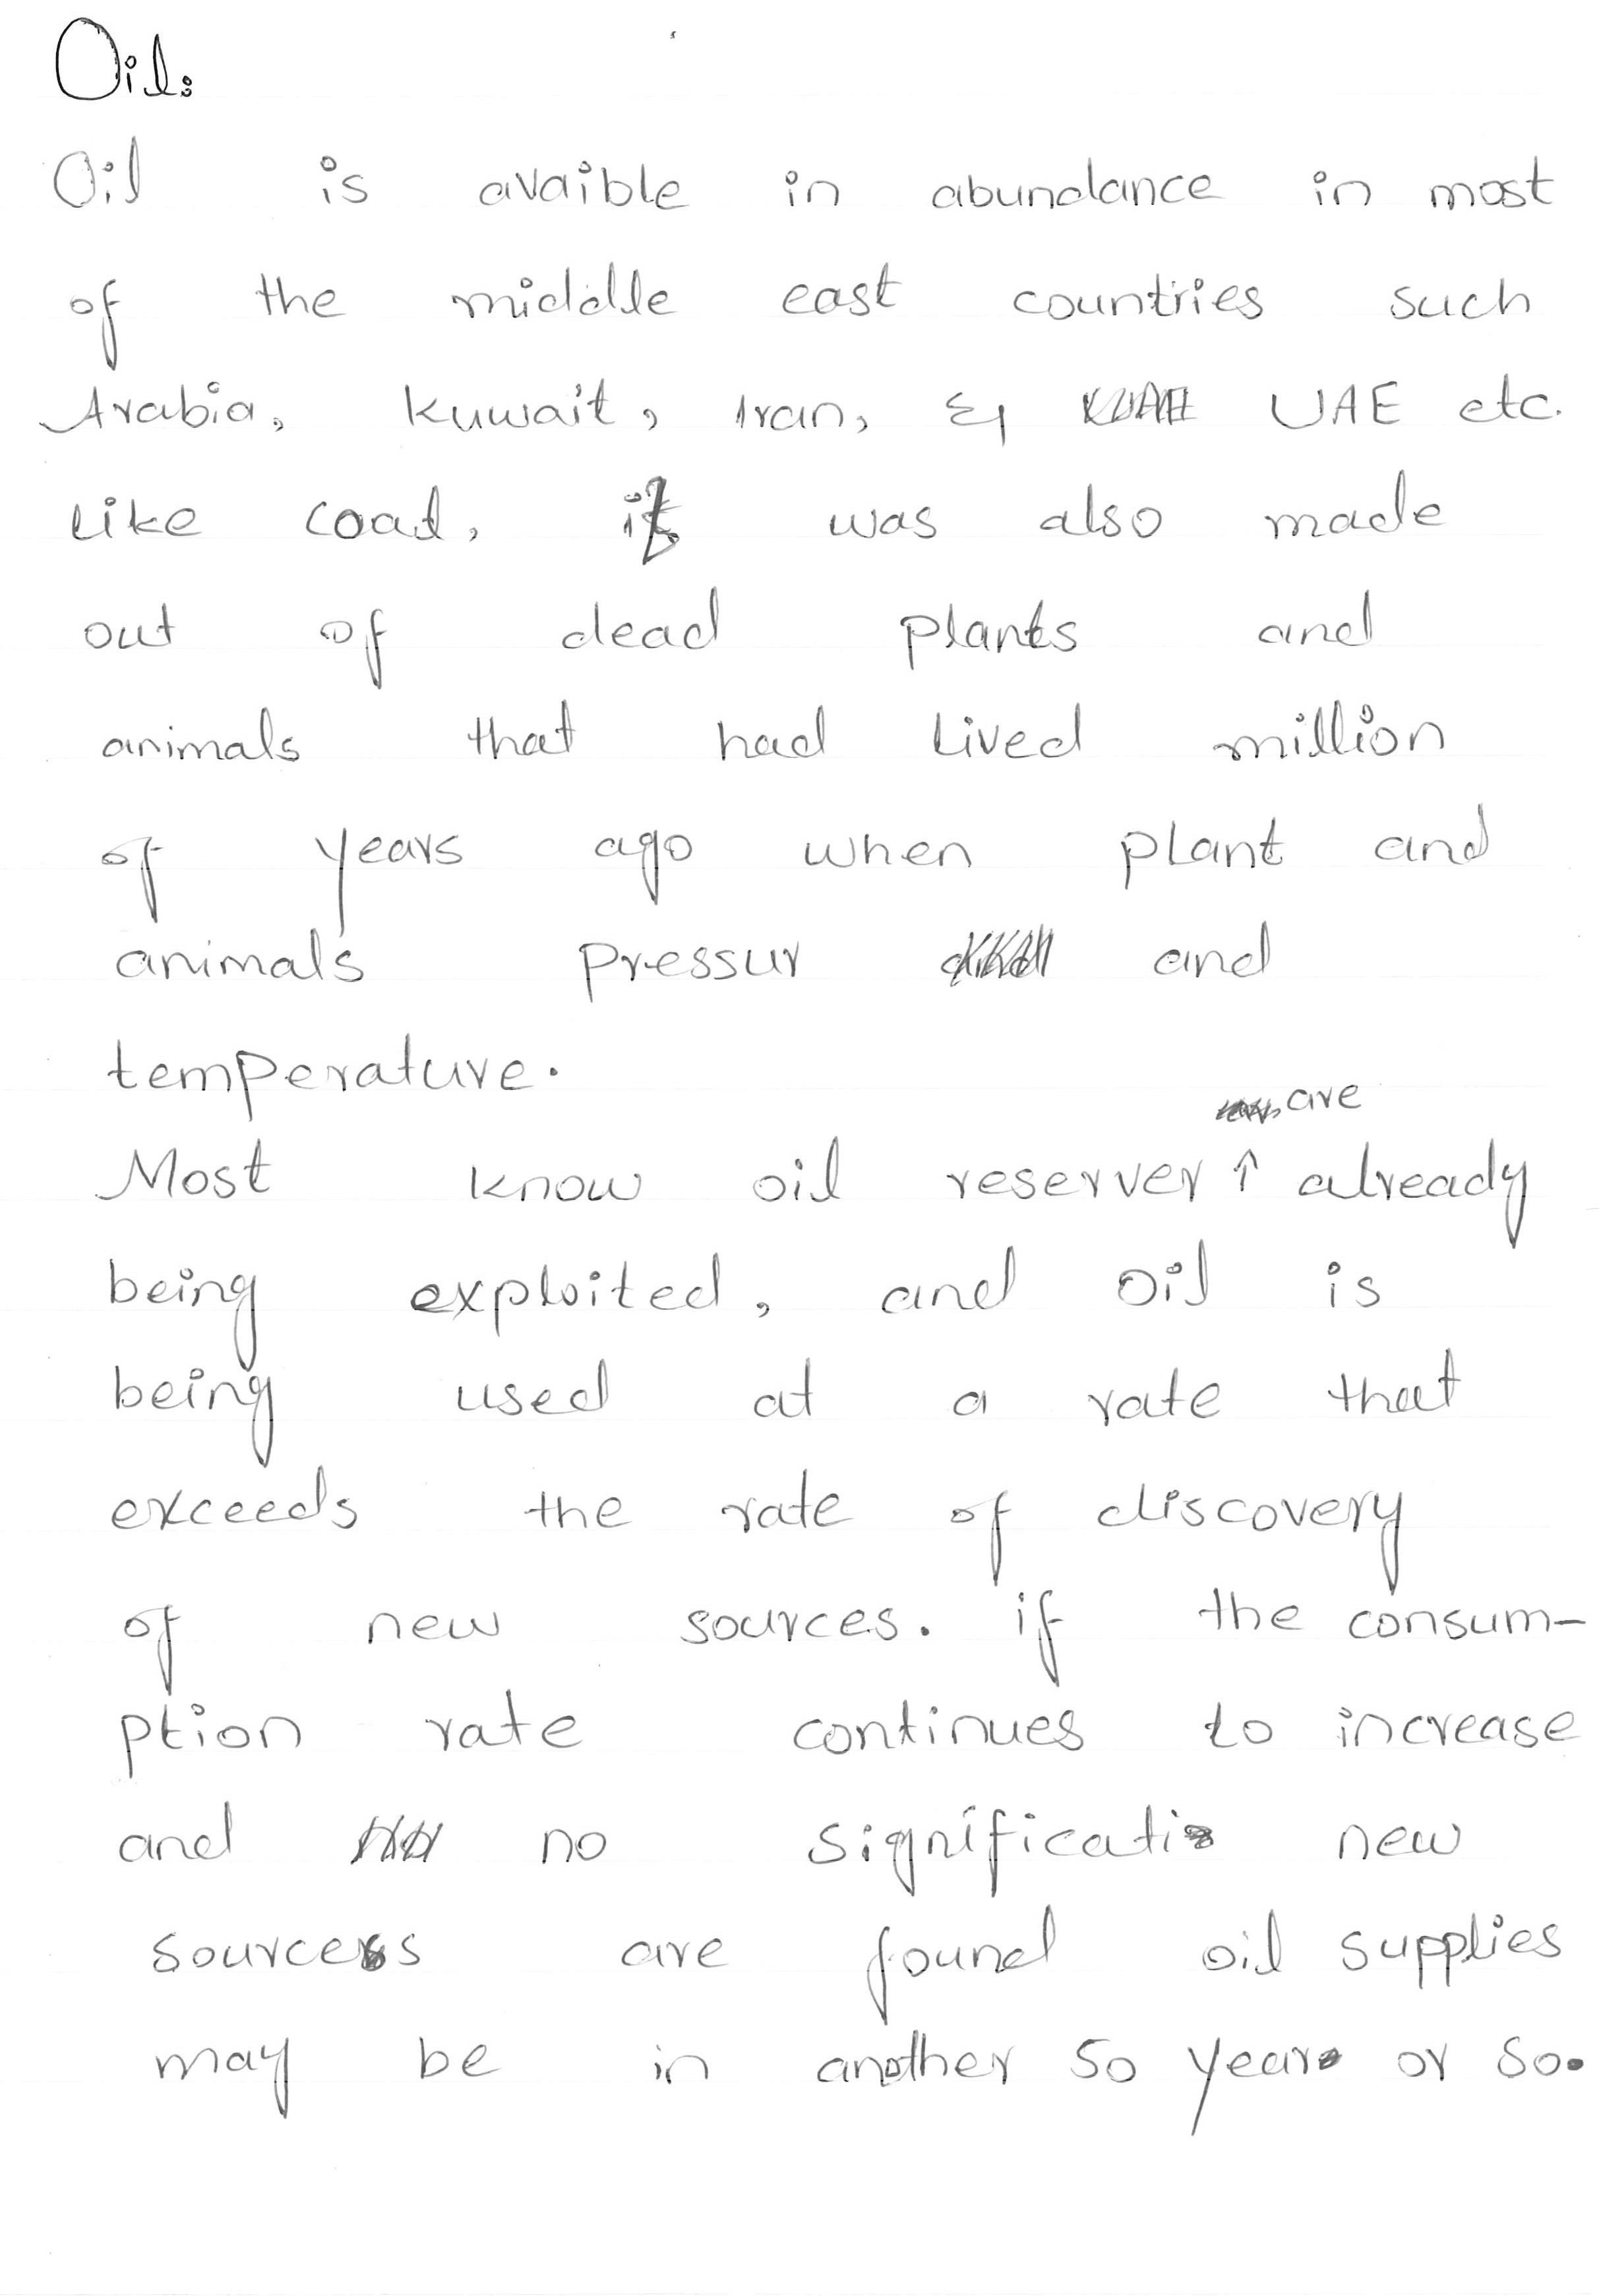 Oil:
Oil is avaible in abundance in most
of the middle east countries such
Arabia, Kuwait, Iran, & UAE etc.
Like coal, it was also made
out of dead plants and
animals that had lived million
of years ago when plant and
animals pressur and
temperature.
are
Most know oil reserver ↑ already
being exploited, and oil is
being used at a rate that
exceeds the rate of discovery
of new sources. if the consum-
ption rate continues to increase
and no significati new
sources are found oil supplies
may be in another 50 years or so.